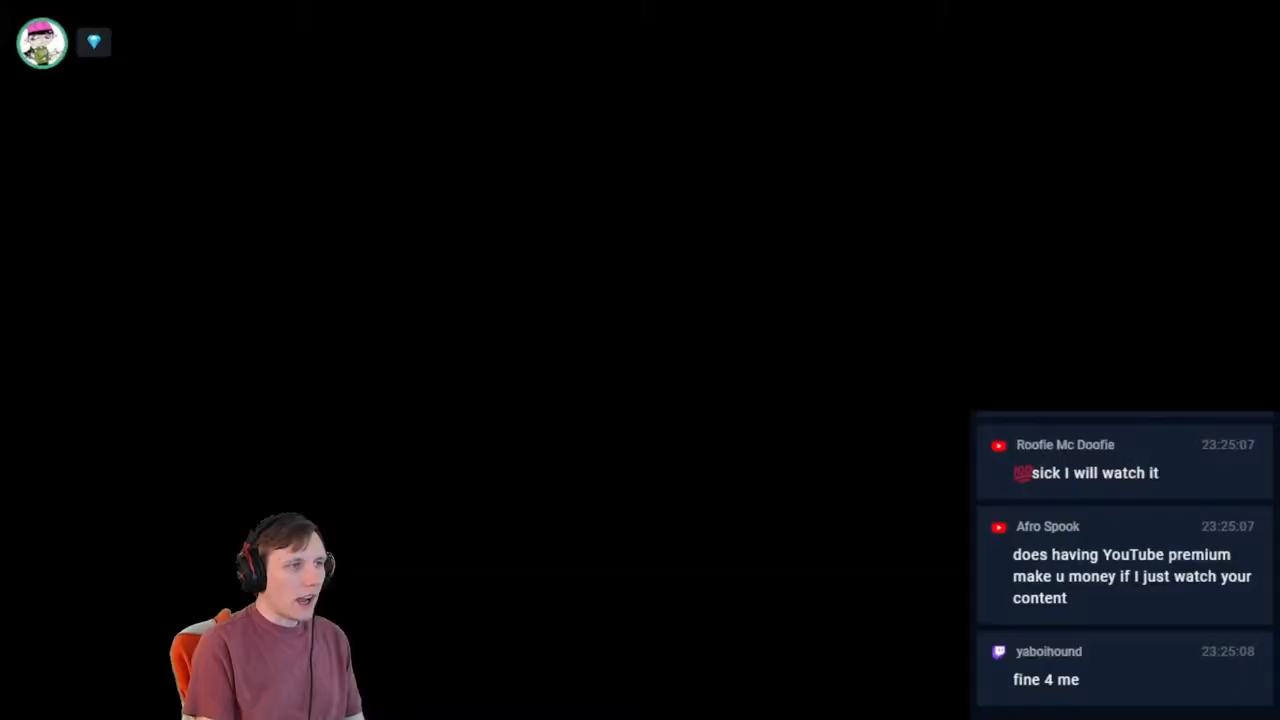 Roofie Mc Doofie 23:25:07
💯sick I will watch it
Afro Spook 23:25:07
does having YouTube premium
make u money if I just watch your
content
yaboihound 23:25:08
fine 4 me